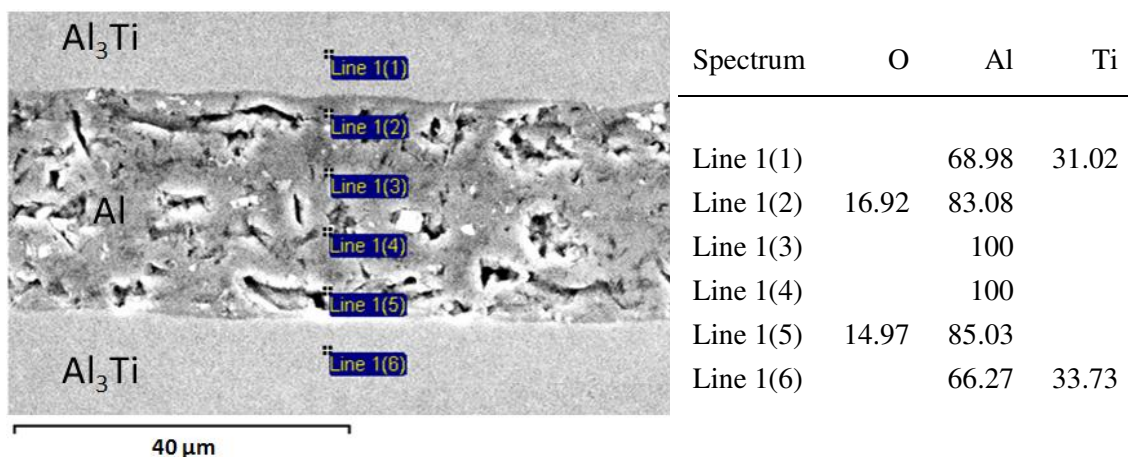 Al₃Ti
Line 1(1)
Line 1(2)
Line 1(3)
Al
Line 1(4)
Line 1(5)
Line 1(6)
Al₃Ti
40 µm
Spectrum O Al Ti
Line 1(1) 68.98 31.02
Line 1(2) 16.92 83.08
Line 1(3) 100
Line 1(4) 100
Line 1(5) 14.97 85.03
Line 1(6) 66.27 33.73